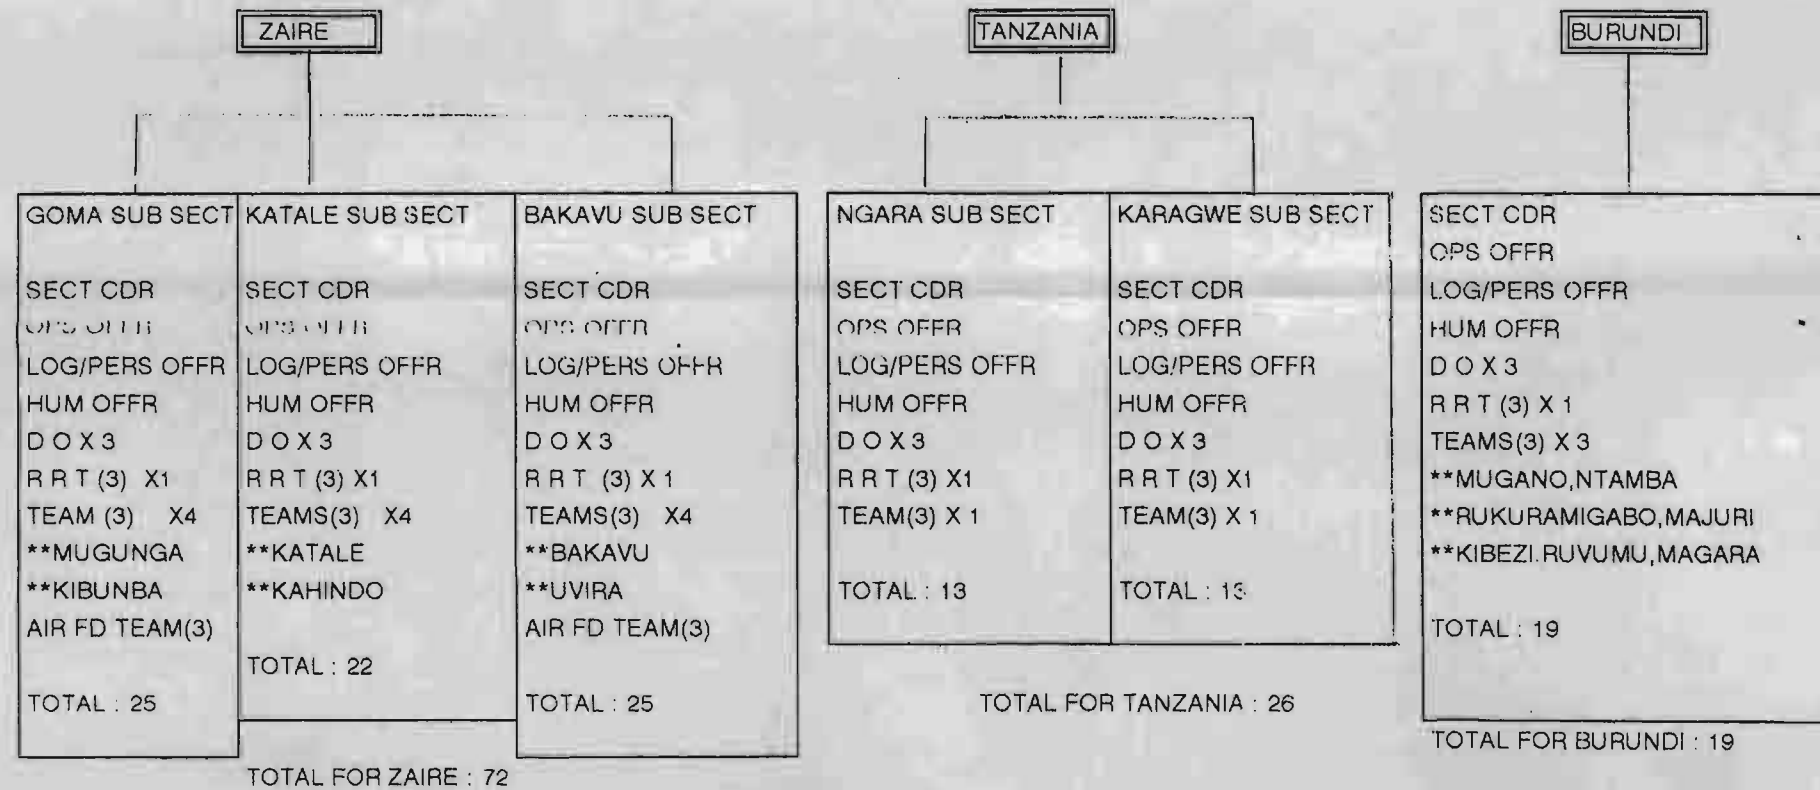 ZAIRE
TANZANIA
BURUNDI
GOMA SUB SECT
SECT CDR
OPS OFFR
LOG/PERS OFFR
HUM OFFR
D O X 3
R R T (3) X1
TEAM (3) X4
**MUGUNGA
**KIBUNBA
AIR FD TEAM(3)
TOTAL : 25
KATALE SUB SECT
SECT CDR
OPS OFFR
LOG/PERS OFFR
HUM OFFR
D O X 3
R R T (3) X1
TEAMS(3) X4
**KATALE
**KAHINDO
TOTAL : 22
BAKAVU SUB SECT
SECT CDR
OPS OFFR
LOG/PERS OFFR
HUM OFFR
D O X 3
R R T (3) X 1
TEAMS(3) X4
**BAKAVU
**UVIRA
AIR FD TEAM(3)
TOTAL : 25
TOTAL FOR ZAIRE : 72
NGARA SUB SECT
SECT CDR
OPS OFFR
LOG/PERS OFFR
HUM OFFR
D O X 3
R R T (3) X1
TEAM(3) X 1
TOTAL : 13
KARAGWE SUB SECT
SECT CDR
OPS OFFR
LOG/PERS OFFR
HUM OFFR
D O X 3
R R T (3) X1
TEAM(3) X 1
TOTAL : 13
TOTAL FOR TANZANIA : 26
SECT CDR
OPS OFFR
LOG/PERS OFFR
HUM OFFR
D O X 3
R R T (3) X 1
TEAMS(3) X 3
**MUGANO,NTAMBA
**RUKURAMIGABO,MAJURI
**KIBEZI.RUVUMU,MAGARA
TOTAL : 19
TOTAL FOR BURUNDI : 19